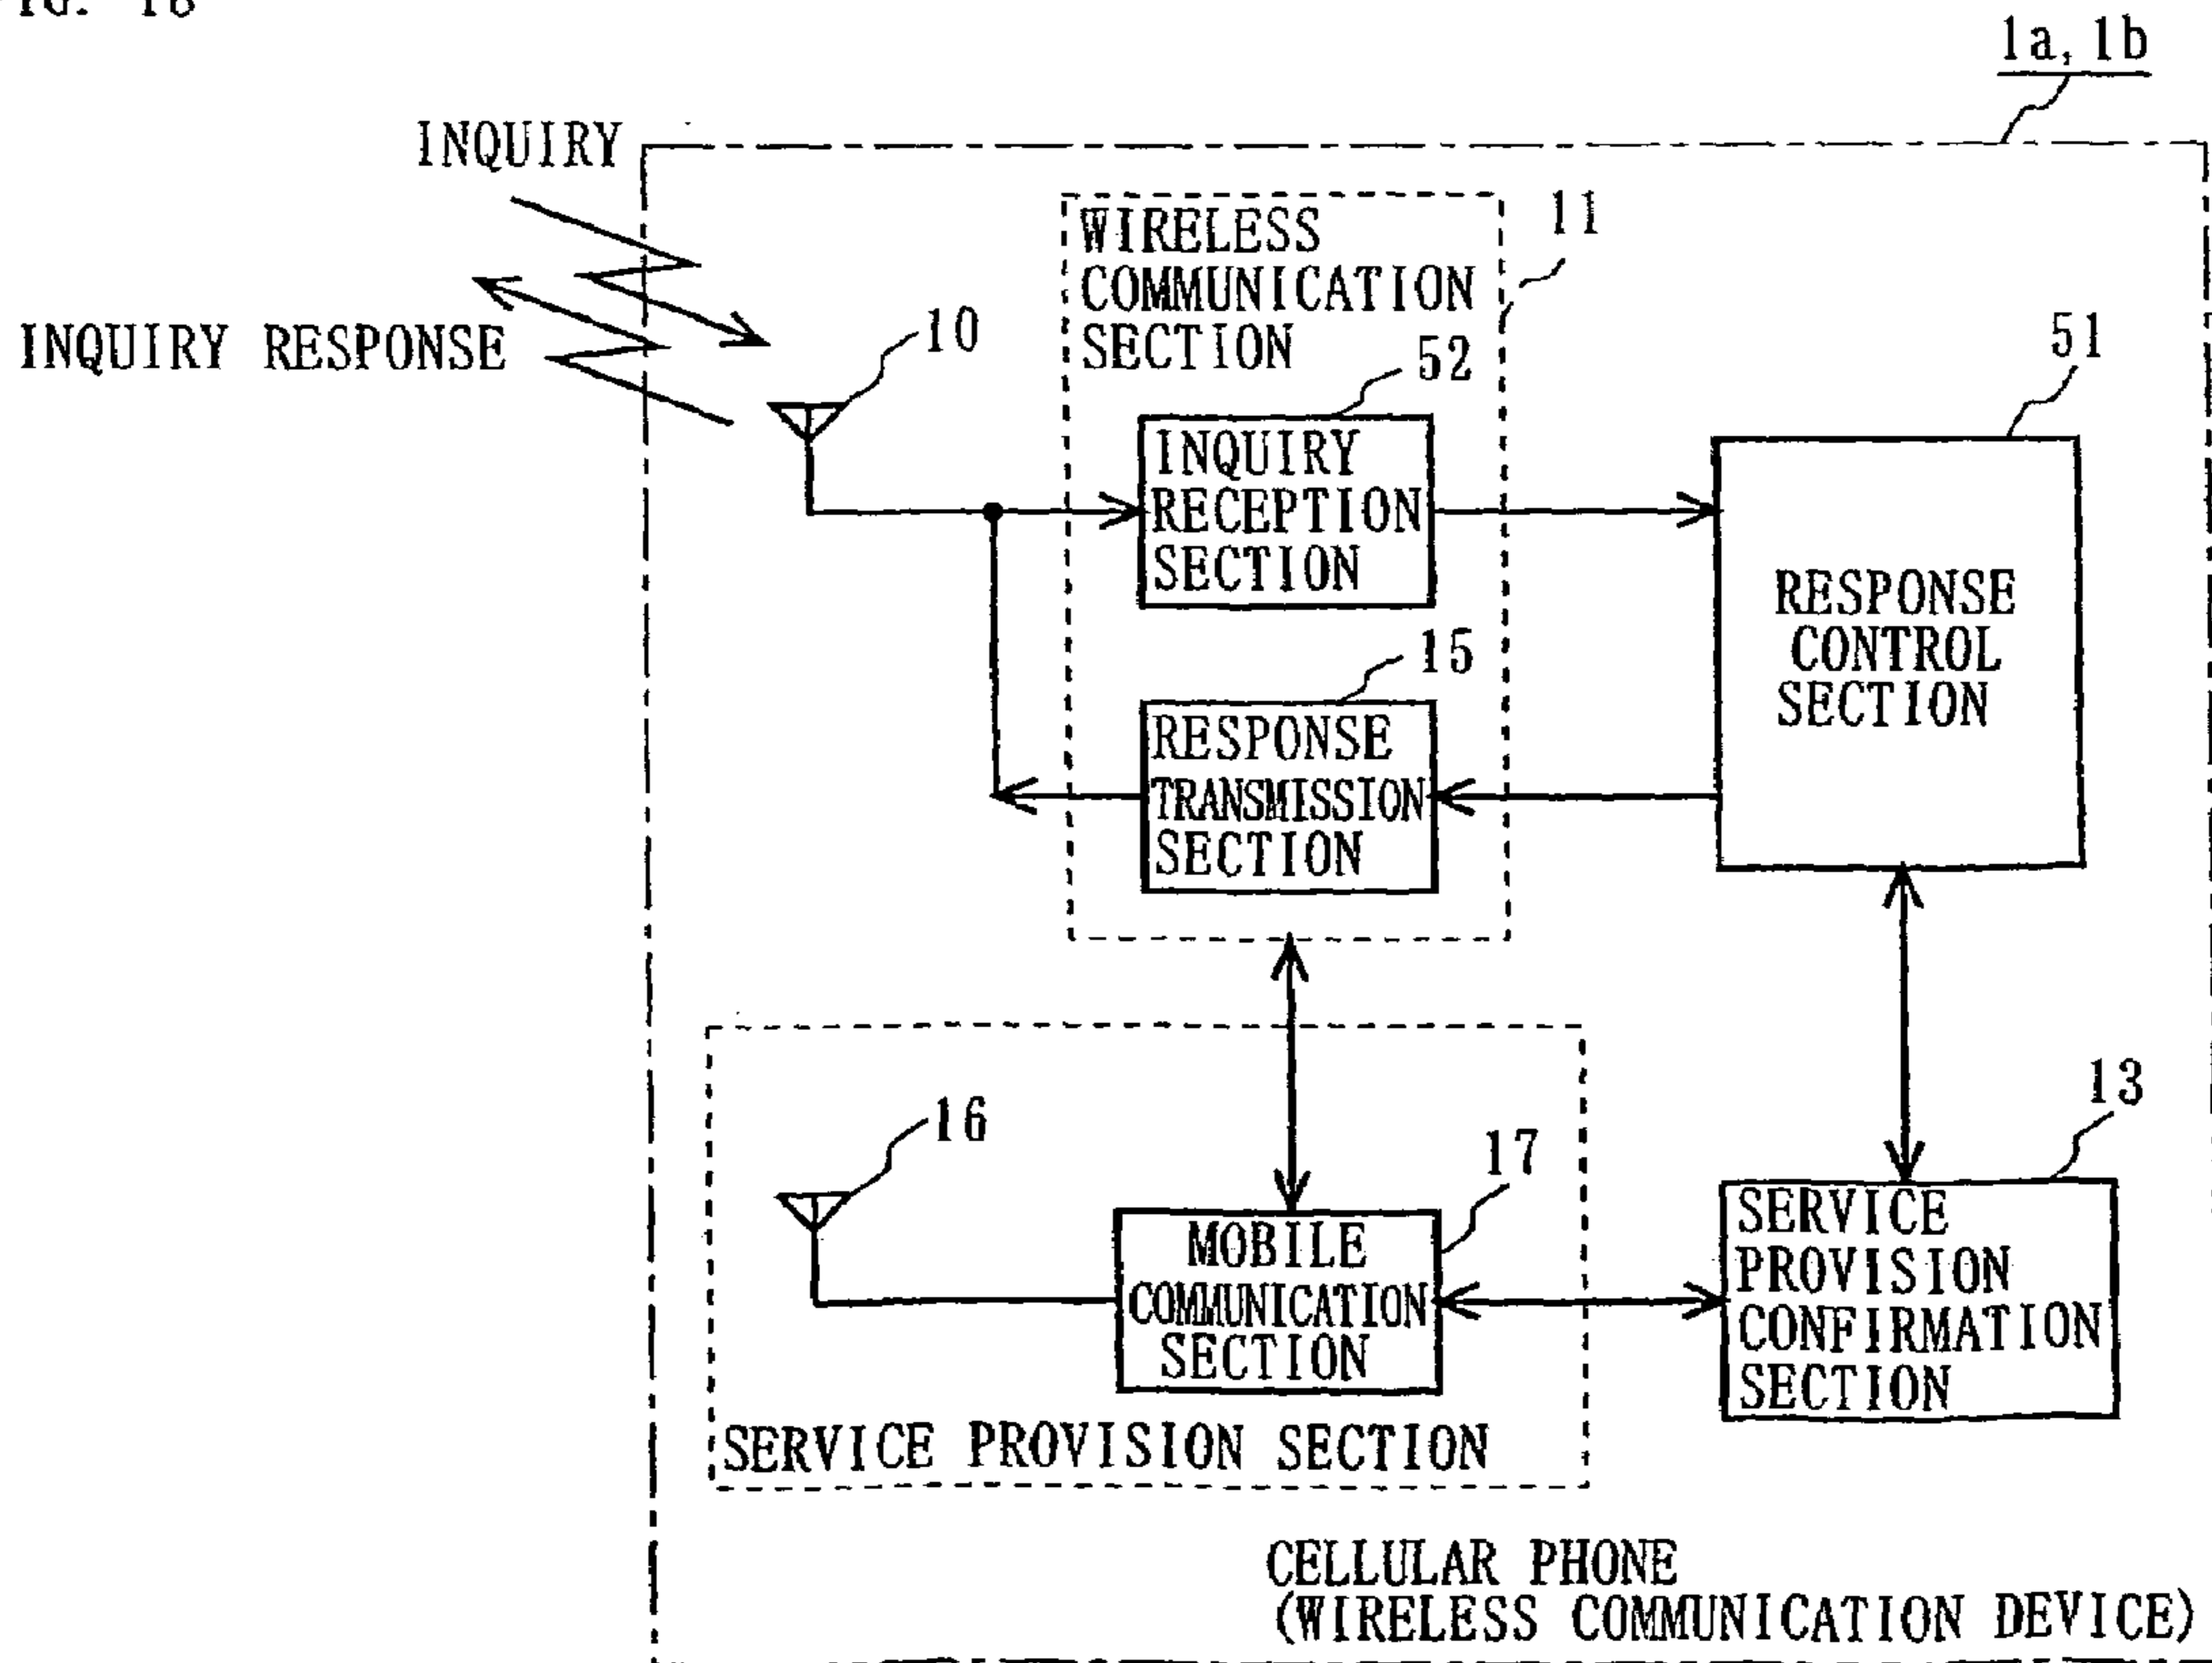 1a, 1b
INQUIRY
INQUIRY RESPONSE
10
WIRELESS
COMMUNICATION
SECTION
11
52
INQUIRY
RECEPTION
SECTION
51
RESPONSE
CONTROL
SECTION
15
RESPONSE
TRANSMISSION
SECTION
16
17
MOBILE
COMMUNICATION
SECTION
13
SERVICE
PROVISION
CONFIRMATION
SECTION
SERVICE PROVISION SECTION
CELLULAR PHONE
(WIRELESS COMMUNICATION DEVICE)